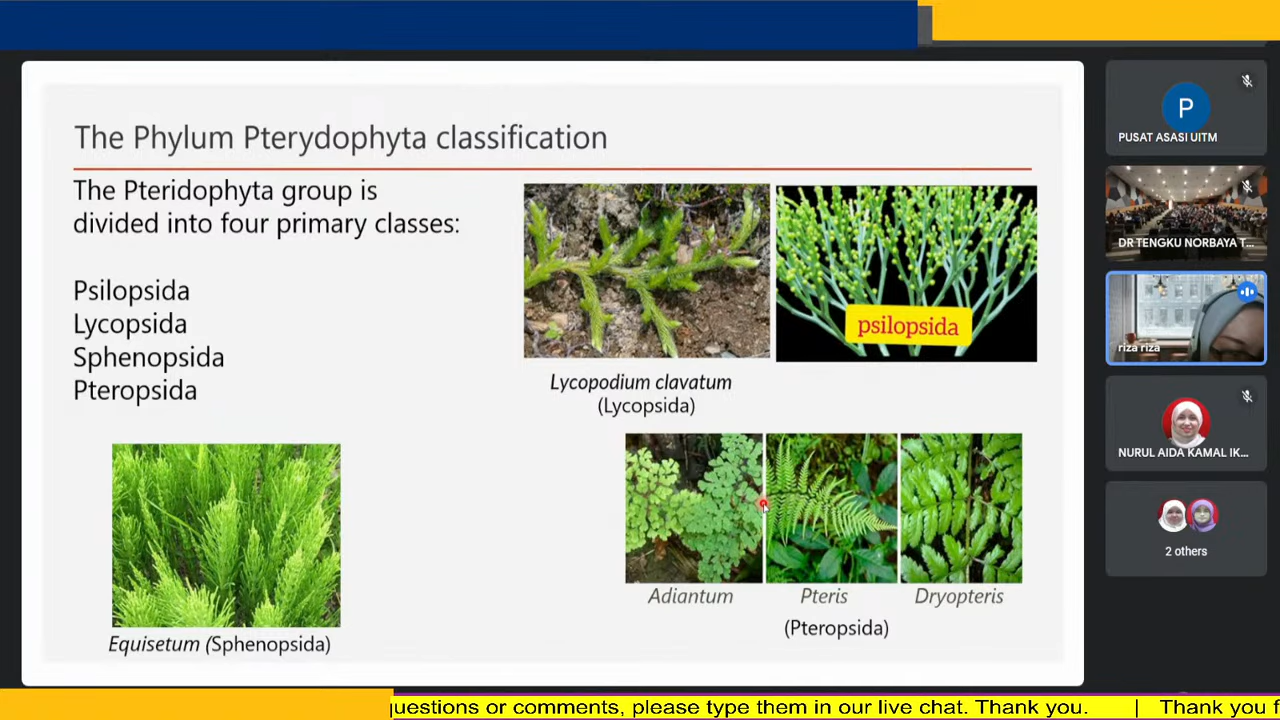 The Phylum Pterydophyta classification
The Pteridophyta group is
divided into four primary classes:
Psilopsida
Lycopsida
Sphenopsida
Pteropsida
psilopsida
Lycopodium clavatum
(Lycopsida)
Equisetum (Sphenopsida)
Adiantum
Pteris
Dryopteris
(Pteropsida)
P
PUSAT ASASI UITM
DR TENGKU NORBAYA T...
riza riza
NURUL AIDA KAMAL IK...
2 others
uestions or comments, please type them in our live chat. Thank you. | Thank you f